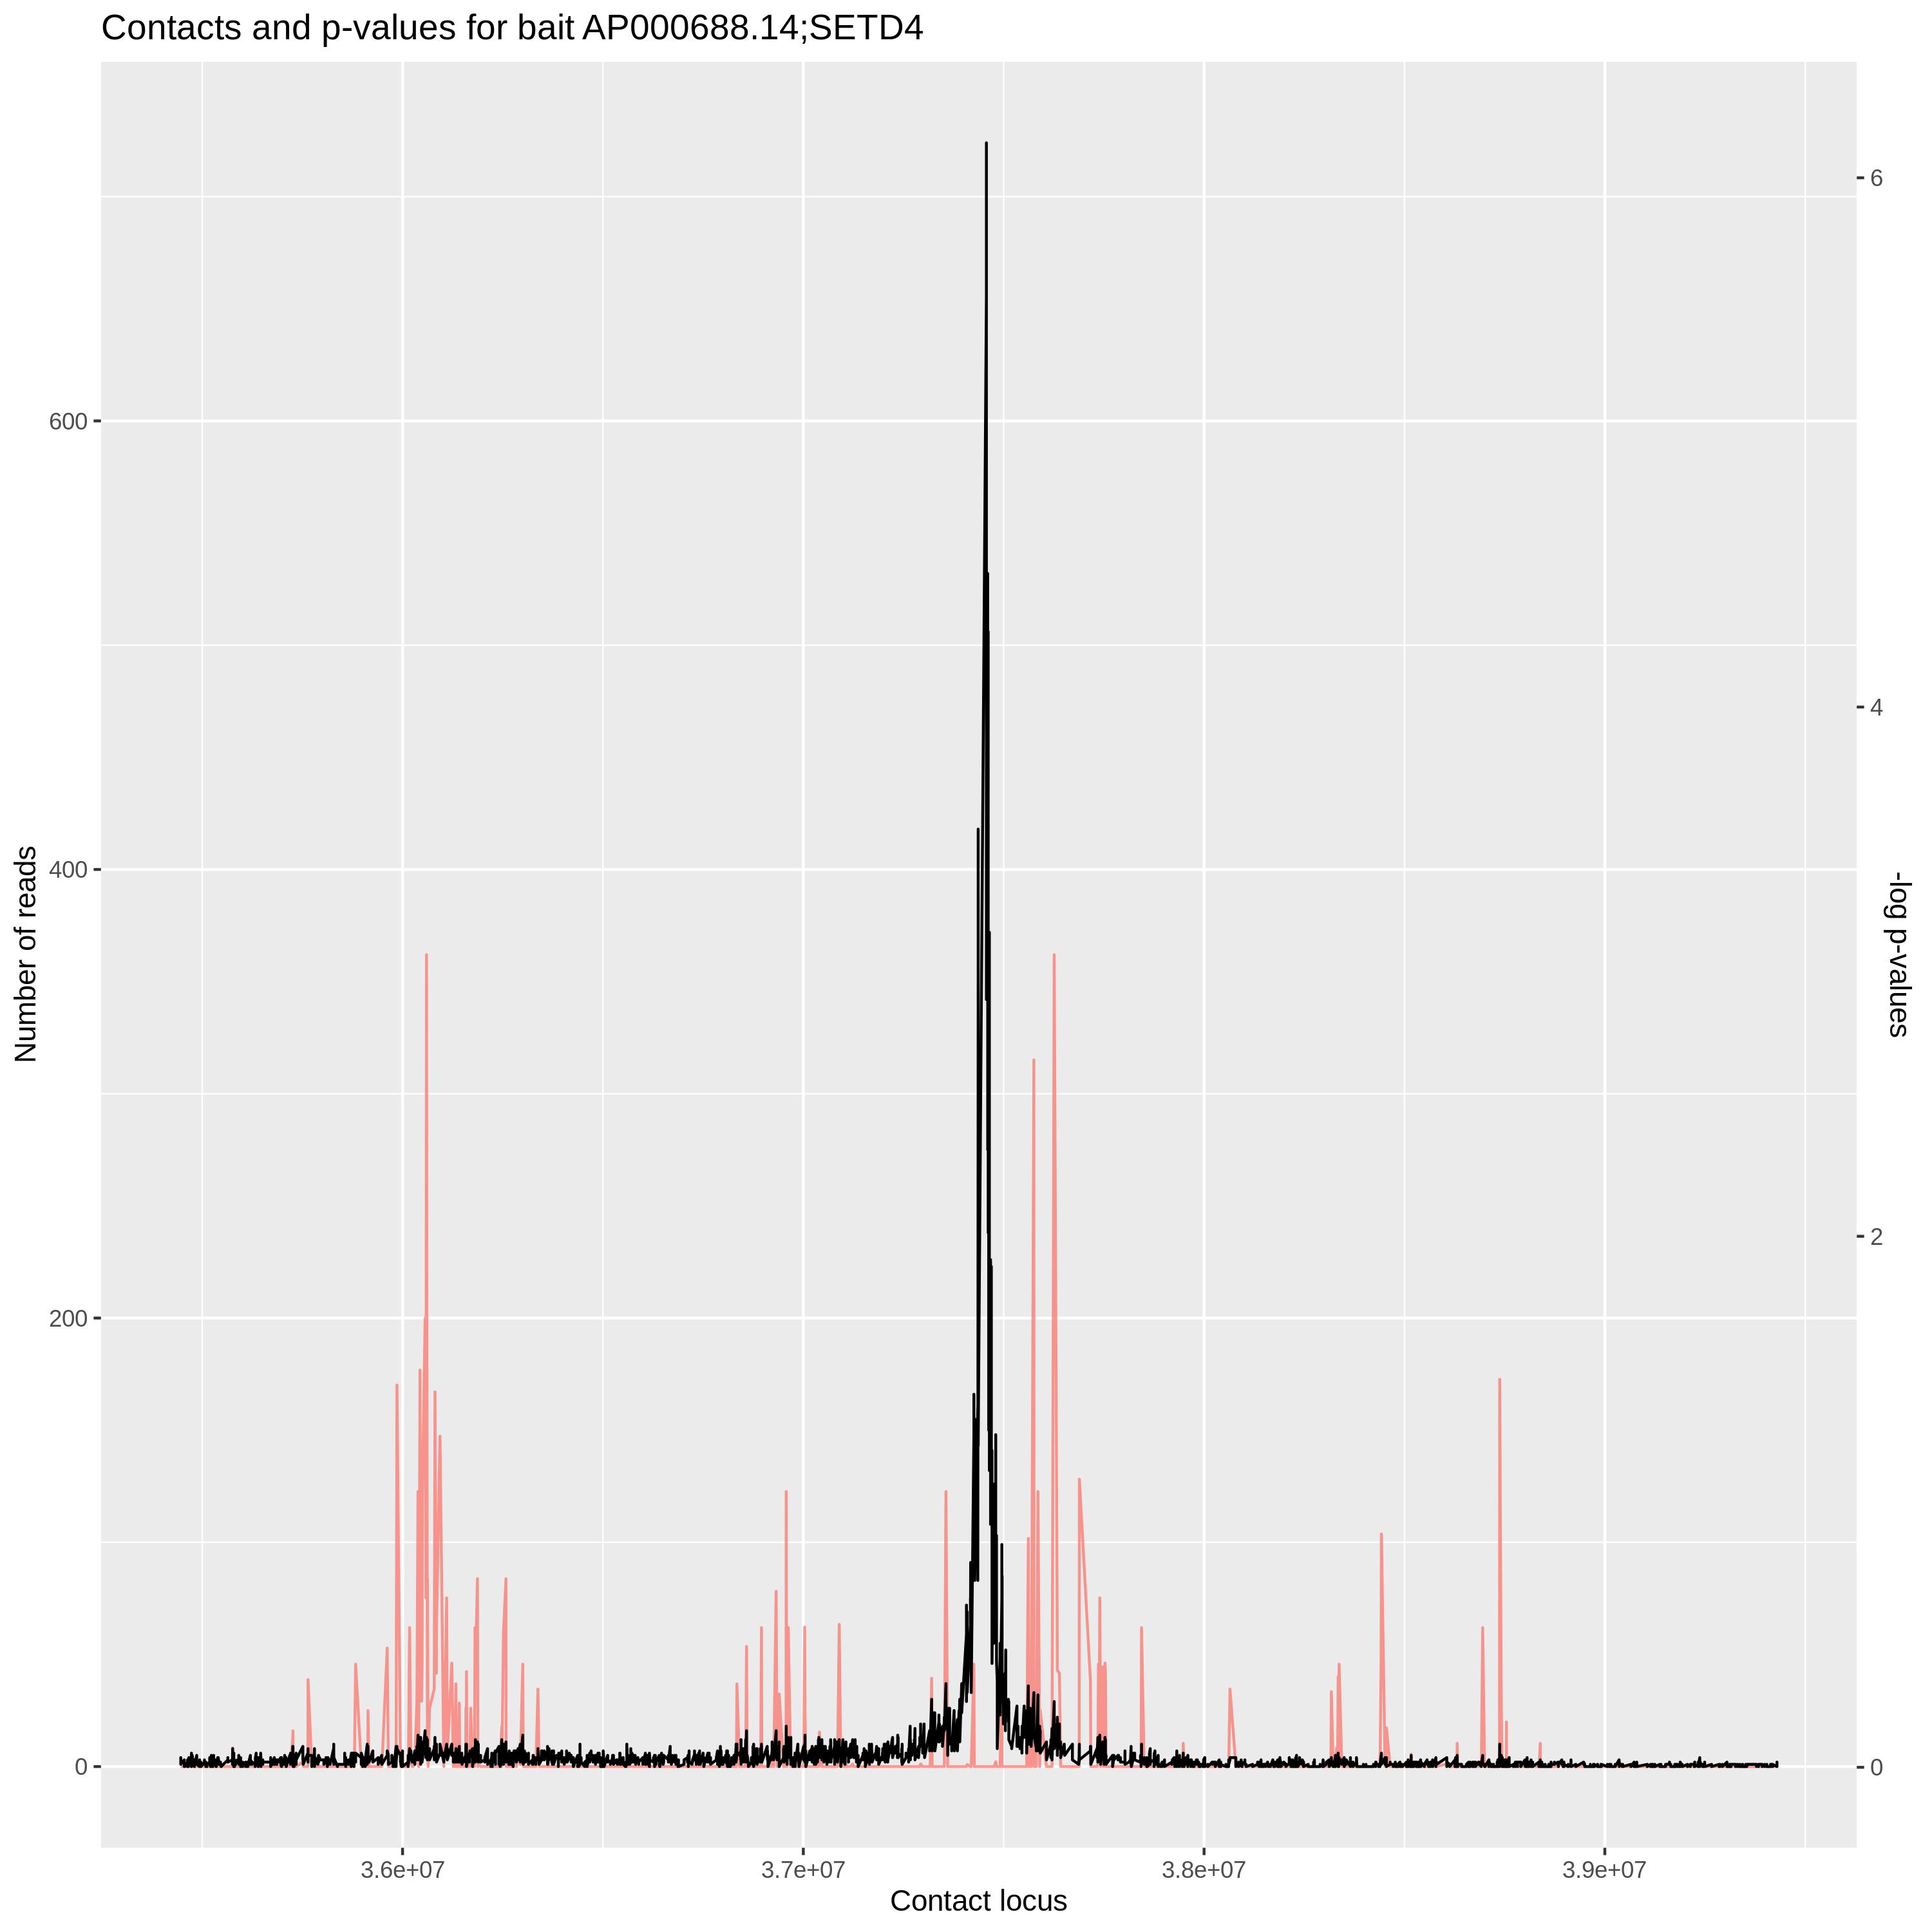 Contacts and p-values for bait AP000688.14;SETD4
Number of reads
600
400
200
0
6
4
2
0
-log p-values
3.6e+07
3.7e+07
3.8e+07
3.9e+07
Contact locus